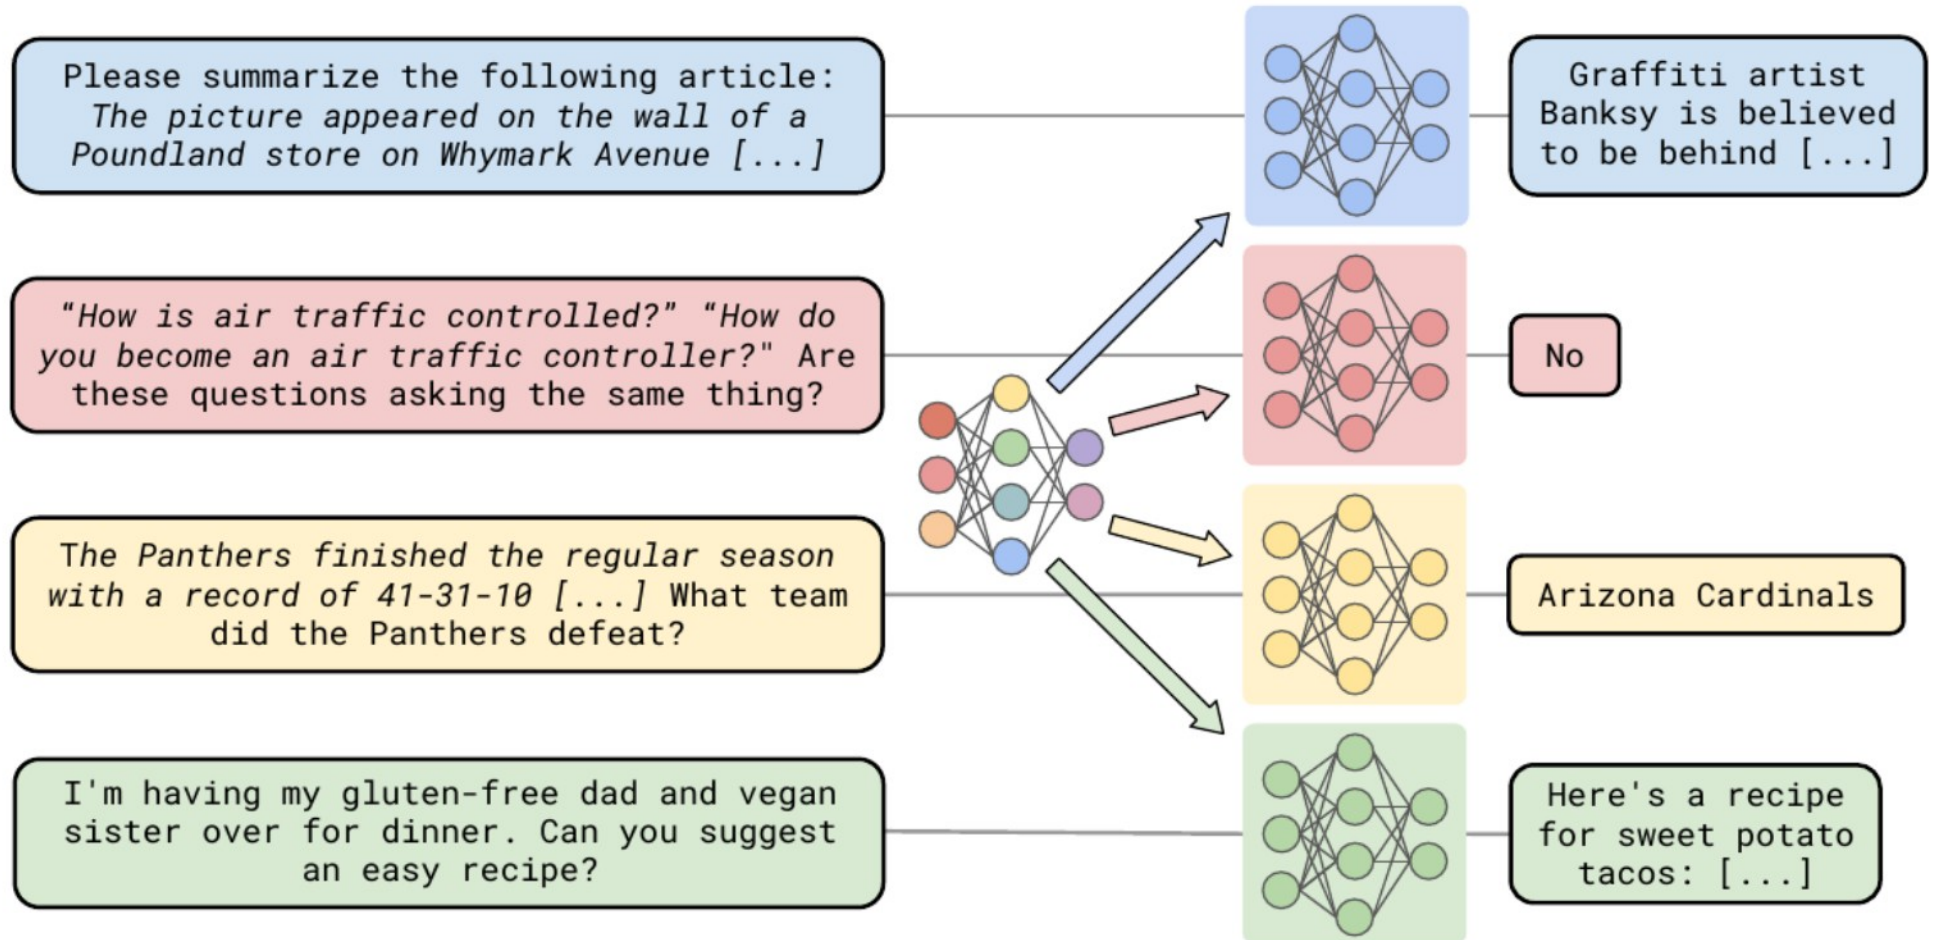 Please summarize the following article:
The picture appeared on the wall of a
Poundland store on Whymark Avenue [...]
Graffiti artist
Banksy is believed
to be behind [...]
“How is air traffic controlled?” “How do
you become an air traffic controller?" Are
these questions asking the same thing?
No
The Panthers finished the regular season
with a record of 41-31-10 [...] What team
did the Panthers defeat?
Arizona Cardinals
I'm having my gluten-free dad and vegan
sister over for dinner. Can you suggest
an easy recipe?
Here's a recipe
for sweet potato
tacos: [...]